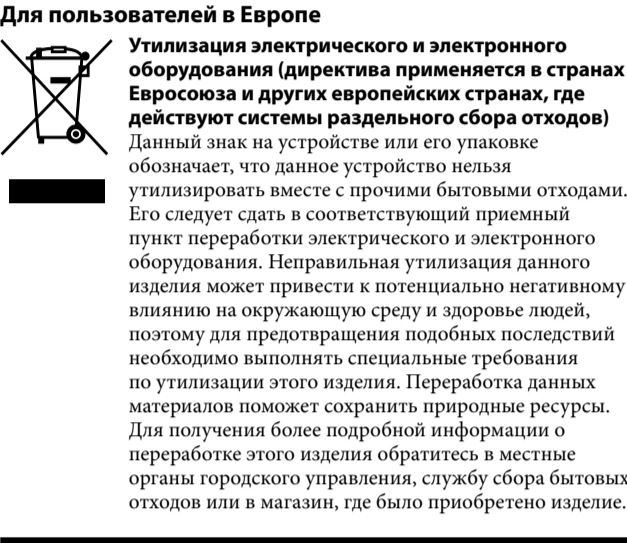 Для пользователей в Европе
Утилизация электрического и электронного
оборудования (директива применяется в странах
Евросоюза и других европейских странах, где
действуют системы раздельного сбора отходов)
Данный знак на устройстве или его упаковке
обозначает, что данное устройство нельзя
утилизировать вместе с прочими бытовыми отходами.
Его следует сдать в соответствующий приемный
пункт переработки электрического и электронного
оборудования. Неправильная утилизация данного
изделия может привести к потенциально негативному
влиянию на окружающую среду и здоровье людей,
поэтому для предотвращения подобных последствий
необходимо выполнять специальные требования
по утилизации этого изделия. Переработка данных
материалов поможет сохранить природные ресурсы.
Для получения более подробной информации о
переработке этого изделия обратитесь в местные
органы городского управления, службу сбора бытовых
отходов или в магазин, где было приобретено изделие.